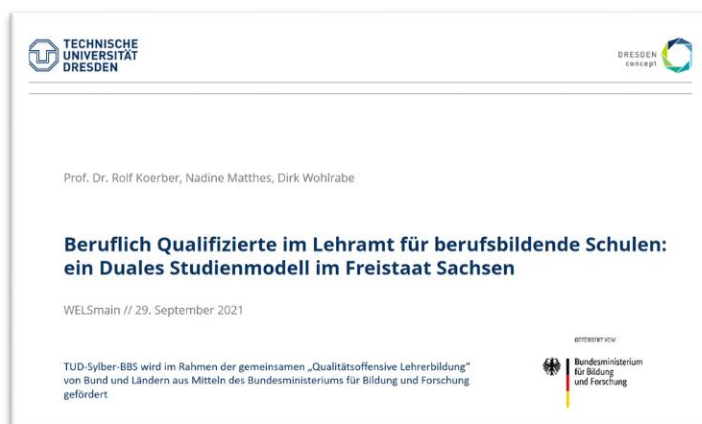 TECHNISCHE
UNIVERSITÄT
DRESDEN
DRESDEN
concept
Prof. Dr. Rolf Koerber, Nadine Matthes, Dirk Wohlrabe
Beruflich Qualifizierte im Lehramt für berufsbildende Schulen:
ein Duales Studienmodell im Freistaat Sachsen
WELSmain // 29. September 2021
GEFÖRDERT VOM
Bundesministerium
für Bildung
und Forschung
TUD-Sylber-BBS wird im Rahmen der gemeinsamen „Qualitätsoffensive Lehrerbildung“
von Bund und Ländern aus Mitteln des Bundesministeriums für Bildung und Forschung
gefördert